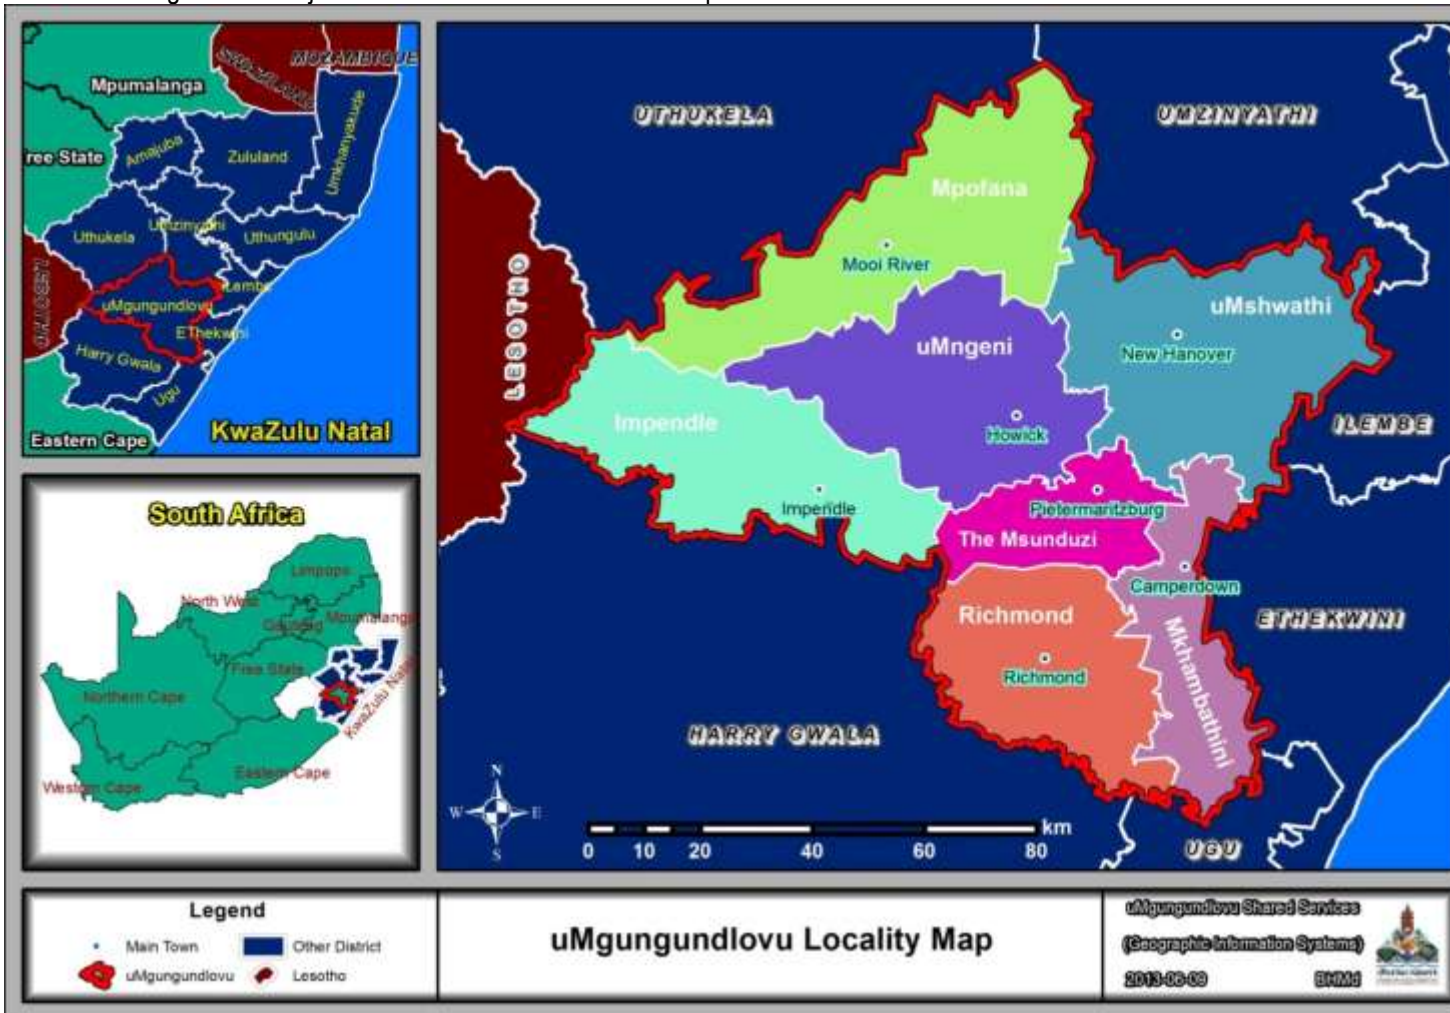 SWAZILAND
MOZAMBIQUE
Mpumalanga
Umkhanyakude
Amajuba
Zululand
ree State
Umzinyathi
Uthukela
Uthungulu
LESOTHO
iLembe
uMgungundlovu
EThekwini
Harry Gwala
Ugu
KwaZulu Natal
Eastern Cape
South Africa
Limpopo
North West
Gauteng
Mpumalanga
Free State
Northern Cape
KwaZulu Natal
Eastern Cape
Western Cape
UTHUKELA
UMZINYATHI
Mpofana
Mooi River
LESOTHO
uMshwathi
uMngeni
New Hanover
Impendle
Howick
ILEMBE
Impendle
Pietermaritzburg
The Msunduzi
Camperdown
Richmond
ETHEKWINI
Mkhambathini
Richmond
HARRY GWALA
N
W E
S
km
0 10 20 40 60 80
UGU
Legend
Main Town
Other District
uMgungundlovu
Lesotho
uMgungundlovu Locality Map
uMgungundlovu Shared Services
(Geographic Information Systems)
2013-06-09 BHMd